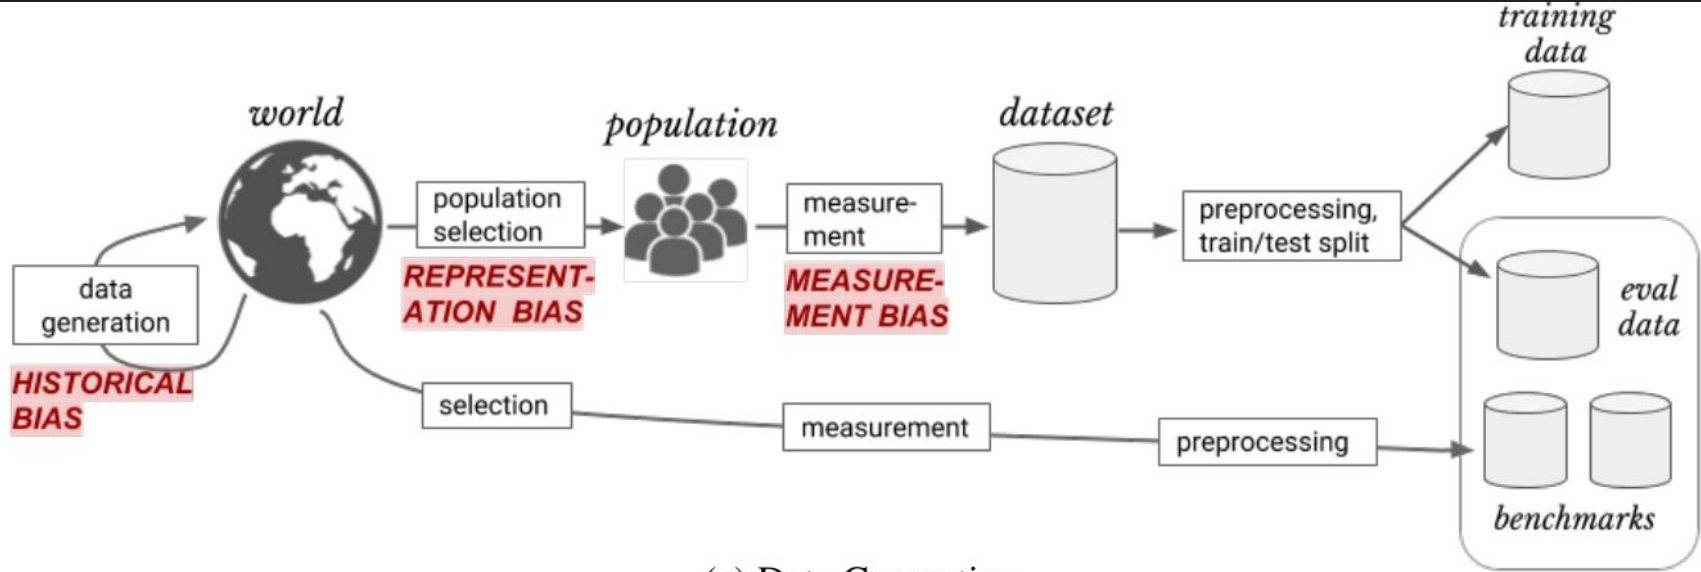 training
data
world
population
dataset
population
selection
measure-
ment
preprocessing,
train/test split
REPRESENT-
ATION BIAS
MEASURE-
MENT BIAS
data
generation
eval
data
HISTORICAL
BIAS
selection
measurement
preprocessing
benchmarks